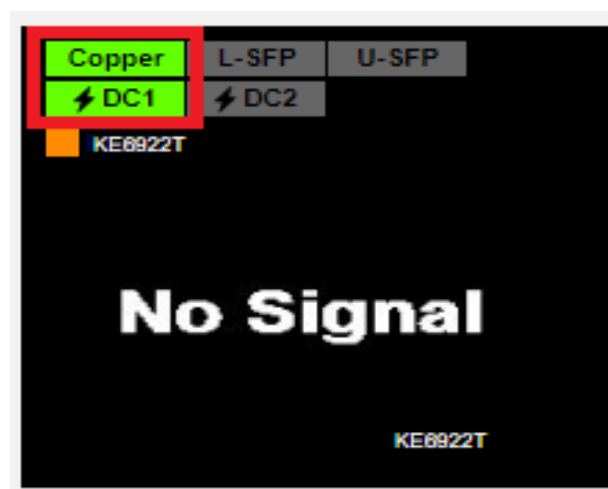 Copper L-SFP U-SFP
DC1 DC2
KE6922T
No Signal
KE6922T